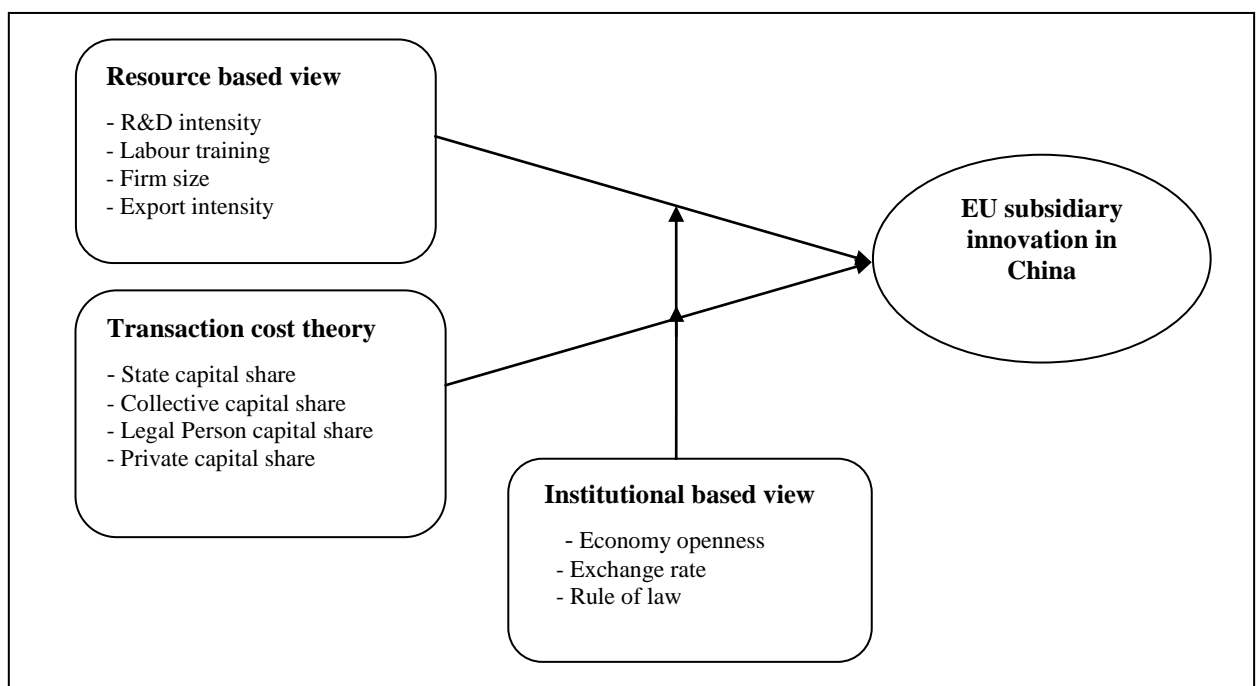 Resource based view
- R&D intensity
- Labour training
- Firm size
- Export intensity
Transaction cost theory
- State capital share
- Collective capital share
- Legal Person capital share
- Private capital share
Institutional based view
- Economy openness
- Exchange rate
- Rule of law
EU subsidiary
innovation in
China